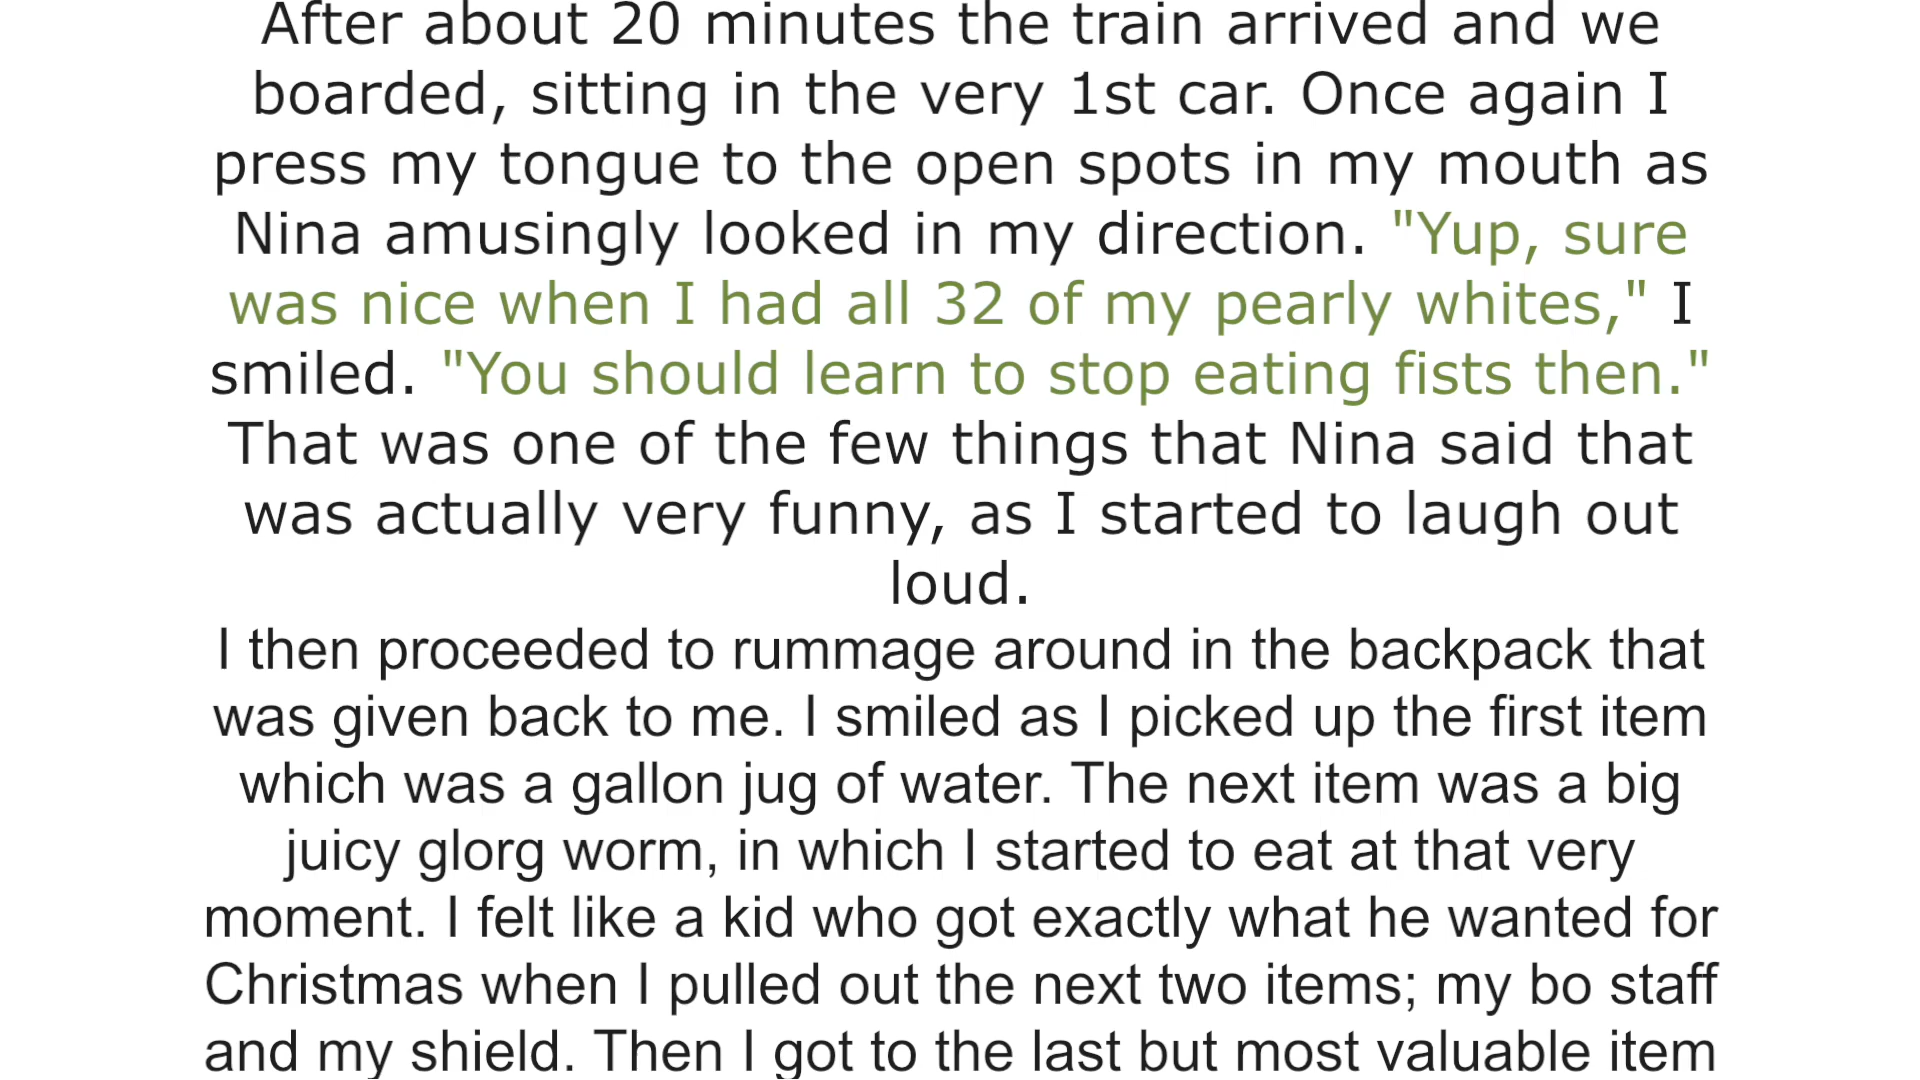 After about 20 minutes the train arrived and we
boarded, sitting in the very 1st car. Once again I
press my tongue to the open spots in my mouth as
Nina amusingly looked in my direction. "Yup, sure
was nice when I had all 32 of my pearly whites," I
smiled. "You should learn to stop eating fists then."
That was one of the few things that Nina said that
was actually very funny, as I started to laugh out
loud.
I then proceeded to rummage around in the backpack that
was given back to me. I smiled as I picked up the first item
which was a gallon jug of water. The next item was a big
juicy glorg worm, in which I started to eat at that very
moment. I felt like a kid who got exactly what he wanted for
Christmas when I pulled out the next two items; my bo staff
and my shield. Then I got to the last but most valuable item